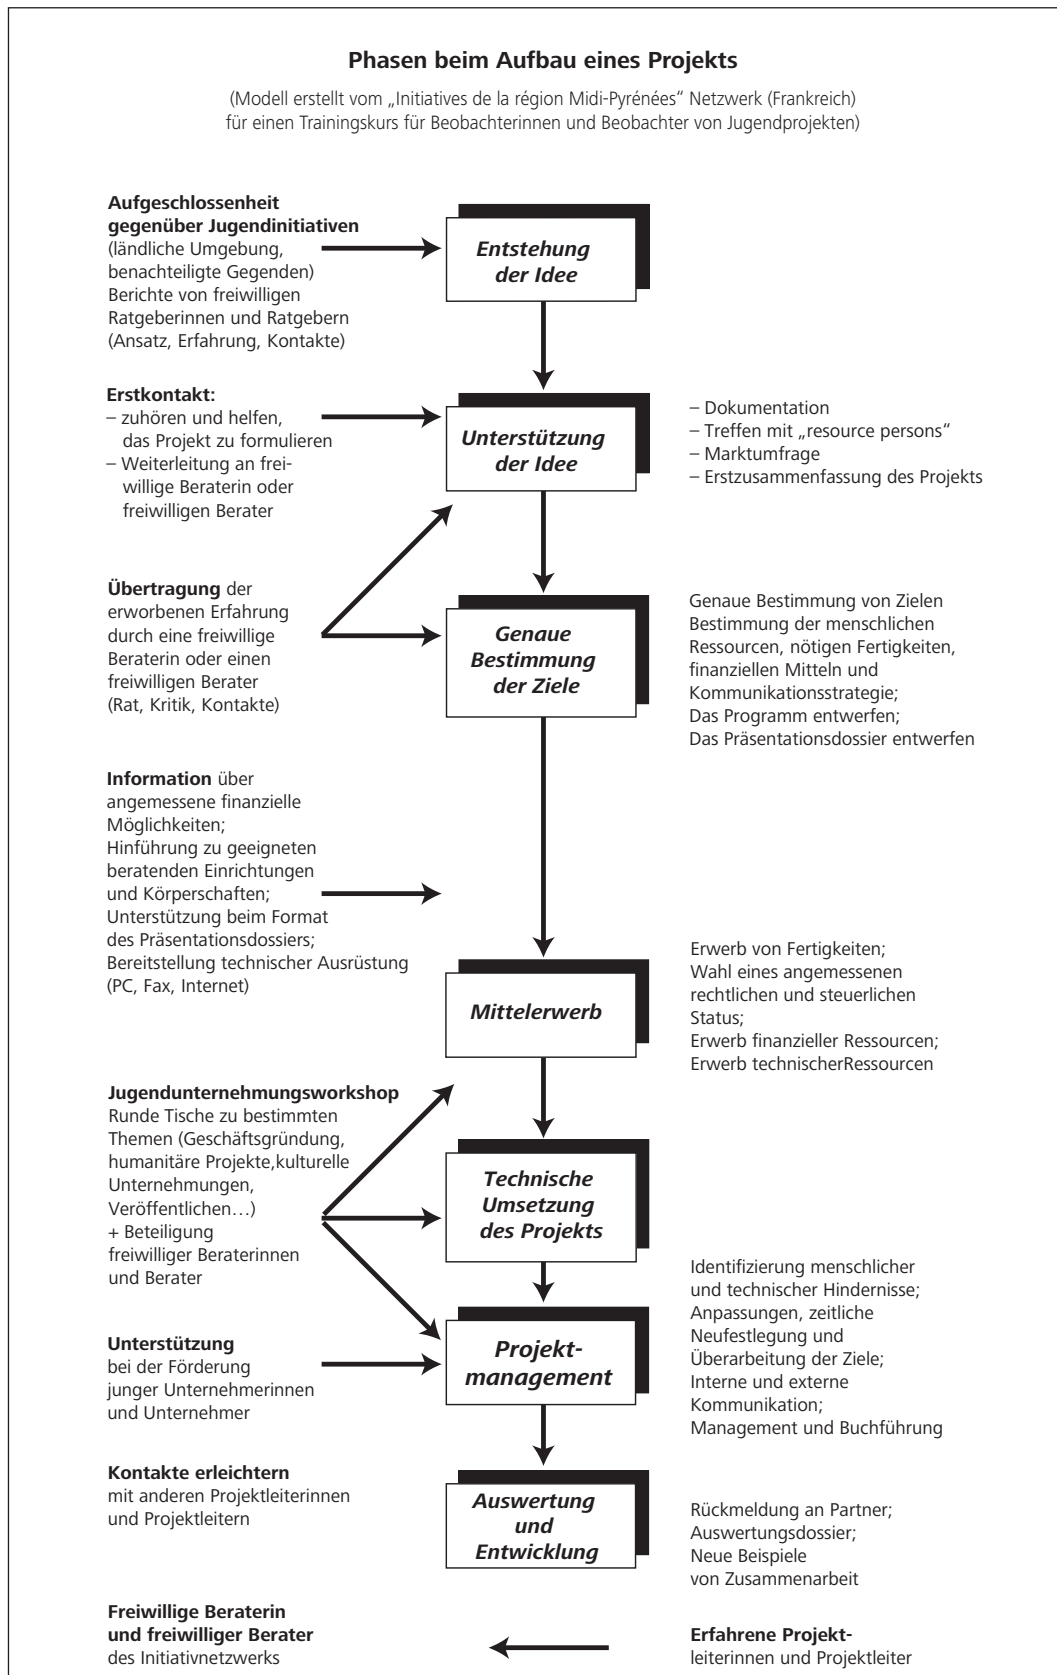 Phasen beim Aufbau eines Projekts
(Modell erstellt vom „Initiatives de la région Midi-Pyrénées“ Netzwerk (Frankreich)
für einen Trainingskurs für Beobachterinnen und Beobachter von Jugendprojekten)
Aufgeschlossenheit
gegenüber Jugendinitiativen
(ländliche Umgebung,
benachteiligte Gegenden)
Berichte von freiwilligen
Ratgeberinnen und Ratgebern
(Ansatz, Erfahrung, Kontakte)
Entstehung
der Idee
Erstkontakt:
– zuhören und helfen,
das Projekt zu formulieren
– Weiterleitung an frei-
willige Beraterin oder
freiwilligen Berater
Unterstützung
der Idee
– Dokumentation
– Treffen mit „resource persons“
– Marktumfrage
– Erstzusammenfassung des Projekts
Übertragung der
erworbenen Erfahrung
durch eine freiwillige
Beraterin oder einen
freiwilligen Berater
(Rat, Kritik, Kontakte)
Genaue
Bestimmung
der Ziele
Genaue Bestimmung von Zielen
Bestimmung der menschlichen
Ressourcen, nötigen Fertigkeiten,
finanziellen Mitteln und
Kommunikationsstrategie;
Das Programm entwerfen;
Das Präsentationsdossier entwerfen
Information über
angemessene finanzielle
Möglichkeiten;
Hinführung zu geeigneten
beratenden Einrichtungen
und Körperschaften;
Unterstützung beim Format
des Präsentationsdossiers;
Bereitstellung technischer Ausrüstung
(PC, Fax, Internet)
Mittelerwerb
Erwerb von Fertigkeiten;
Wahl eines angemessenen
rechtlichen und steuerlichen
Status;
Erwerb finanzieller Ressourcen;
Erwerb technischerRessourcen
Jugendunternehmungsworkshop
Runde Tische zu bestimmten
Themen (Geschäftsgründung,
humanitäre Projekte,kulturelle
Unternehmungen,
Veröffentlichen…)
+ Beteiligung
freiwilliger Beraterinnen
und Berater
Technische
Umsetzung
des Projekts
Unterstützung
bei der Förderung
junger Unternehmerinnen
und Unternehmer
Projekt-
management
Identifizierung menschlicher
und technischer Hindernisse;
Anpassungen, zeitliche
Neufestlegung und
Überarbeitung der Ziele;
Interne und externe
Kommunikation;
Management und Buchführung
Kontakte erleichtern
mit anderen Projektleiterinnen
und Projektleitern
Auswertung
und
Entwicklung
Rückmeldung an Partner;
Auswertungsdossier;
Neue Beispiele
von Zusammenarbeit
Freiwillige Beraterin
und freiwilliger Berater
des Initiativnetzwerks
Erfahrene Projekt-
leiterinnen und Projektleiter